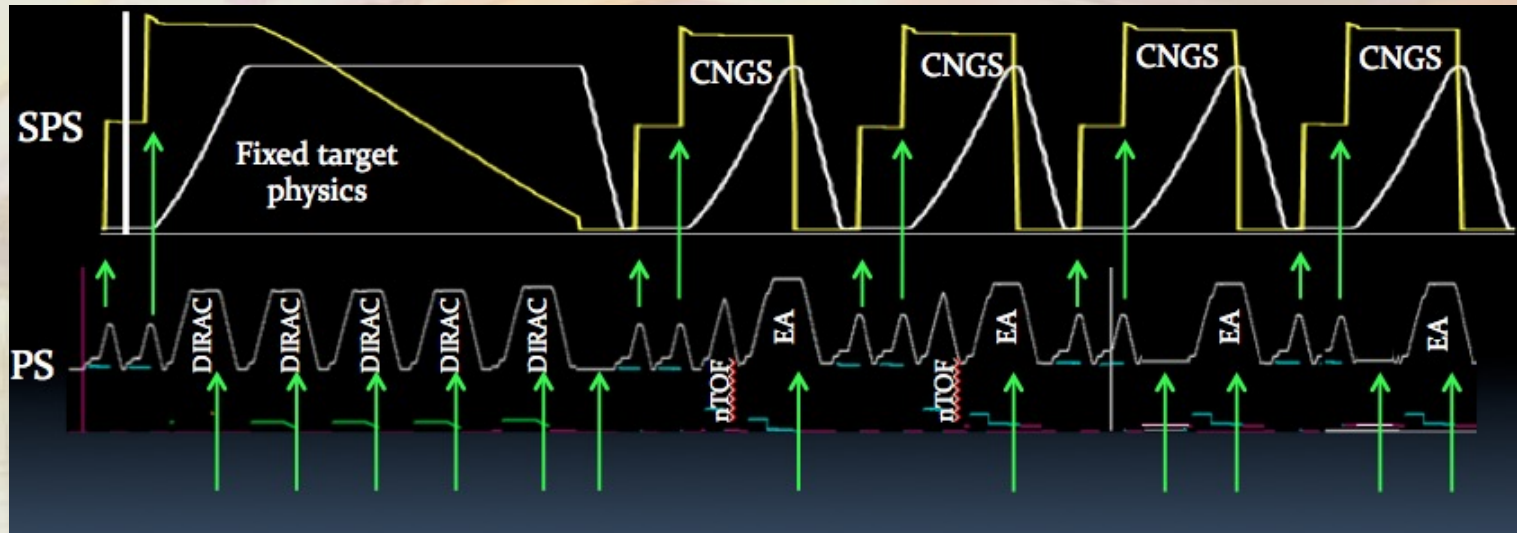 SPS
Fixed target
physics
CNGS
CNGS
CNGS
CNGS
PS
DIRAC
DIRAC
DIRAC
DIRAC
DIRAC
nTOF
EA
nTOF
EA
EA
EA